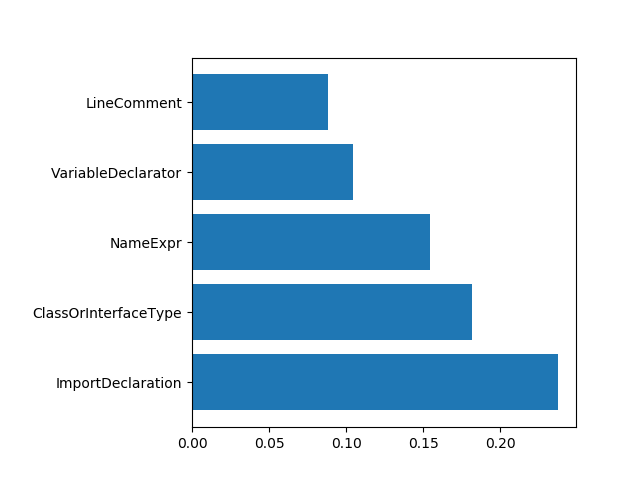 LineComment
VariableDeclarator
NameExpr
ClassOrInterfaceType
ImportDeclaration
0.00 0.05 0.10 0.15 0.20